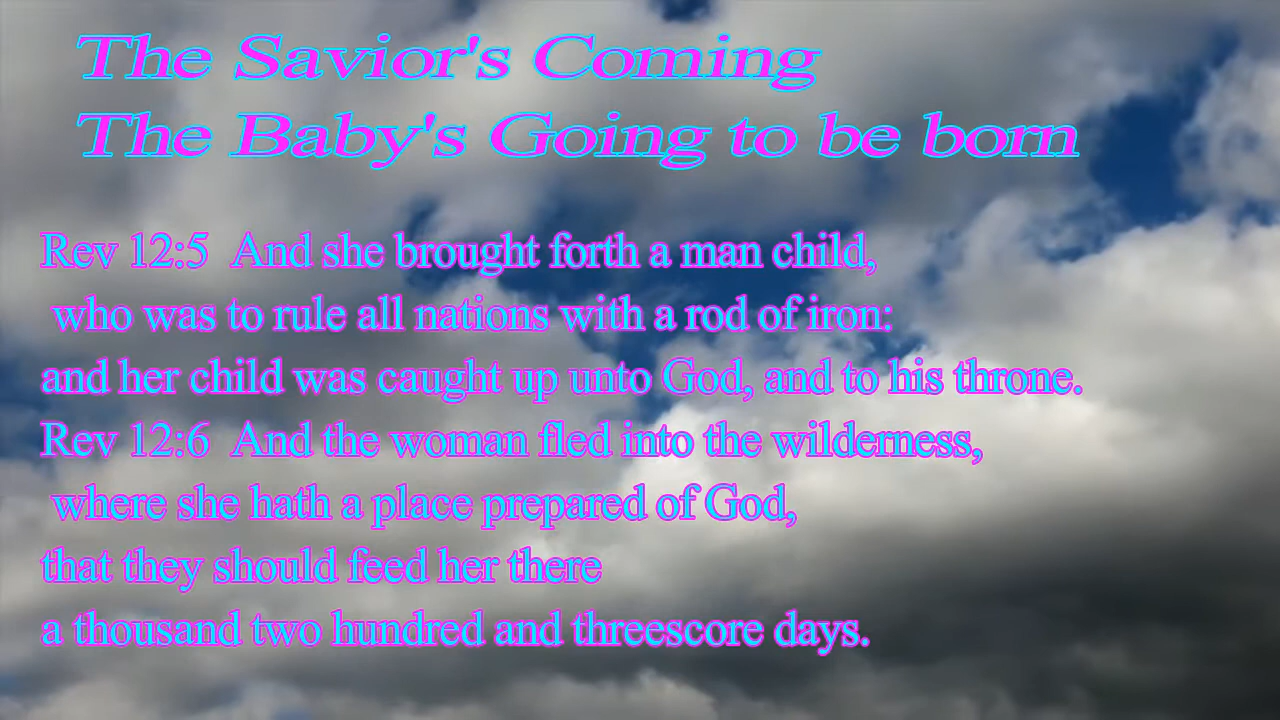 The Savior's Coming
The Baby's Going to be born
Rev 12:5  And she brought forth a man child,
who was to rule all nations with a rod of iron:
and her child was caught up unto God, and to his throne.
Rev 12:6  And the woman fled into the wilderness,
where she hath a place prepared of God,
that they should feed her there
a thousand two hundred and threescore days.